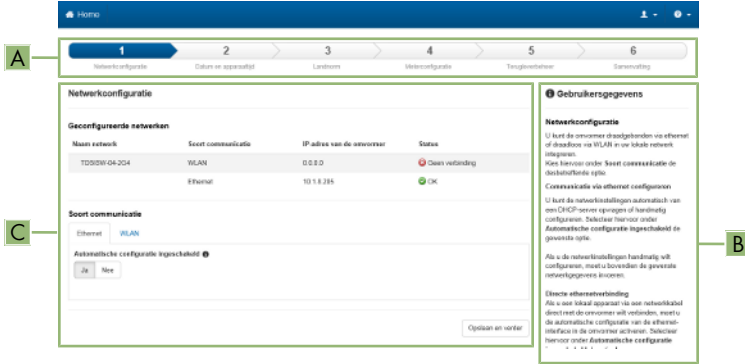 Home
1 2 3 4 5 6
Netwerkconfiguratie Datum en apparaattijd Landnorm Meterconfiguratie Terugleverbeheer Samenvatting
A
Netwerkconfiguratie
Geconfigureerde netwerken
Naam netwerk Soort communicatie IP-adres van de omvormer Status
WLAN 0.0.0.0 Geen verbinding
Ethernet 10.1.8.205 OK
Soort communicatie
Ethernet WLAN
Automatische configuratie ingeschakeld
Ja Nee
Opslaan en verder
C
Gebruikersgegevens
Netwerkconfiguratie
U kunt de omvormer draadgebonden via ethernet
of draadloos via WLAN in uw lokale netwerk
integreren.
Kies hiervoor onder Soort communicatie de
desbetreffende optie.
Communicatie via ethernet configureren
U kunt de netwerkinstellingen automatisch van
een DHCP-server opvragen of handmatig
configureren. Selecteer hiervoor onder
Automatische configuratie ingeschakeld de
gewenste optie.
Als u de netwerkinstellingen handmatig wilt
configureren, moet u bovendien de gewenste
netwerkgegevens invoeren.
Directe ethernetverbinding
Als u een lokaal apparaat via een netwerkkabel
direct met de omvormer wilt verbinden, moet u
de automatische configuratie van de ethernet-
interface in de omvormer activeren. Selecteer
hiervoor onder Automatische configuratie
B